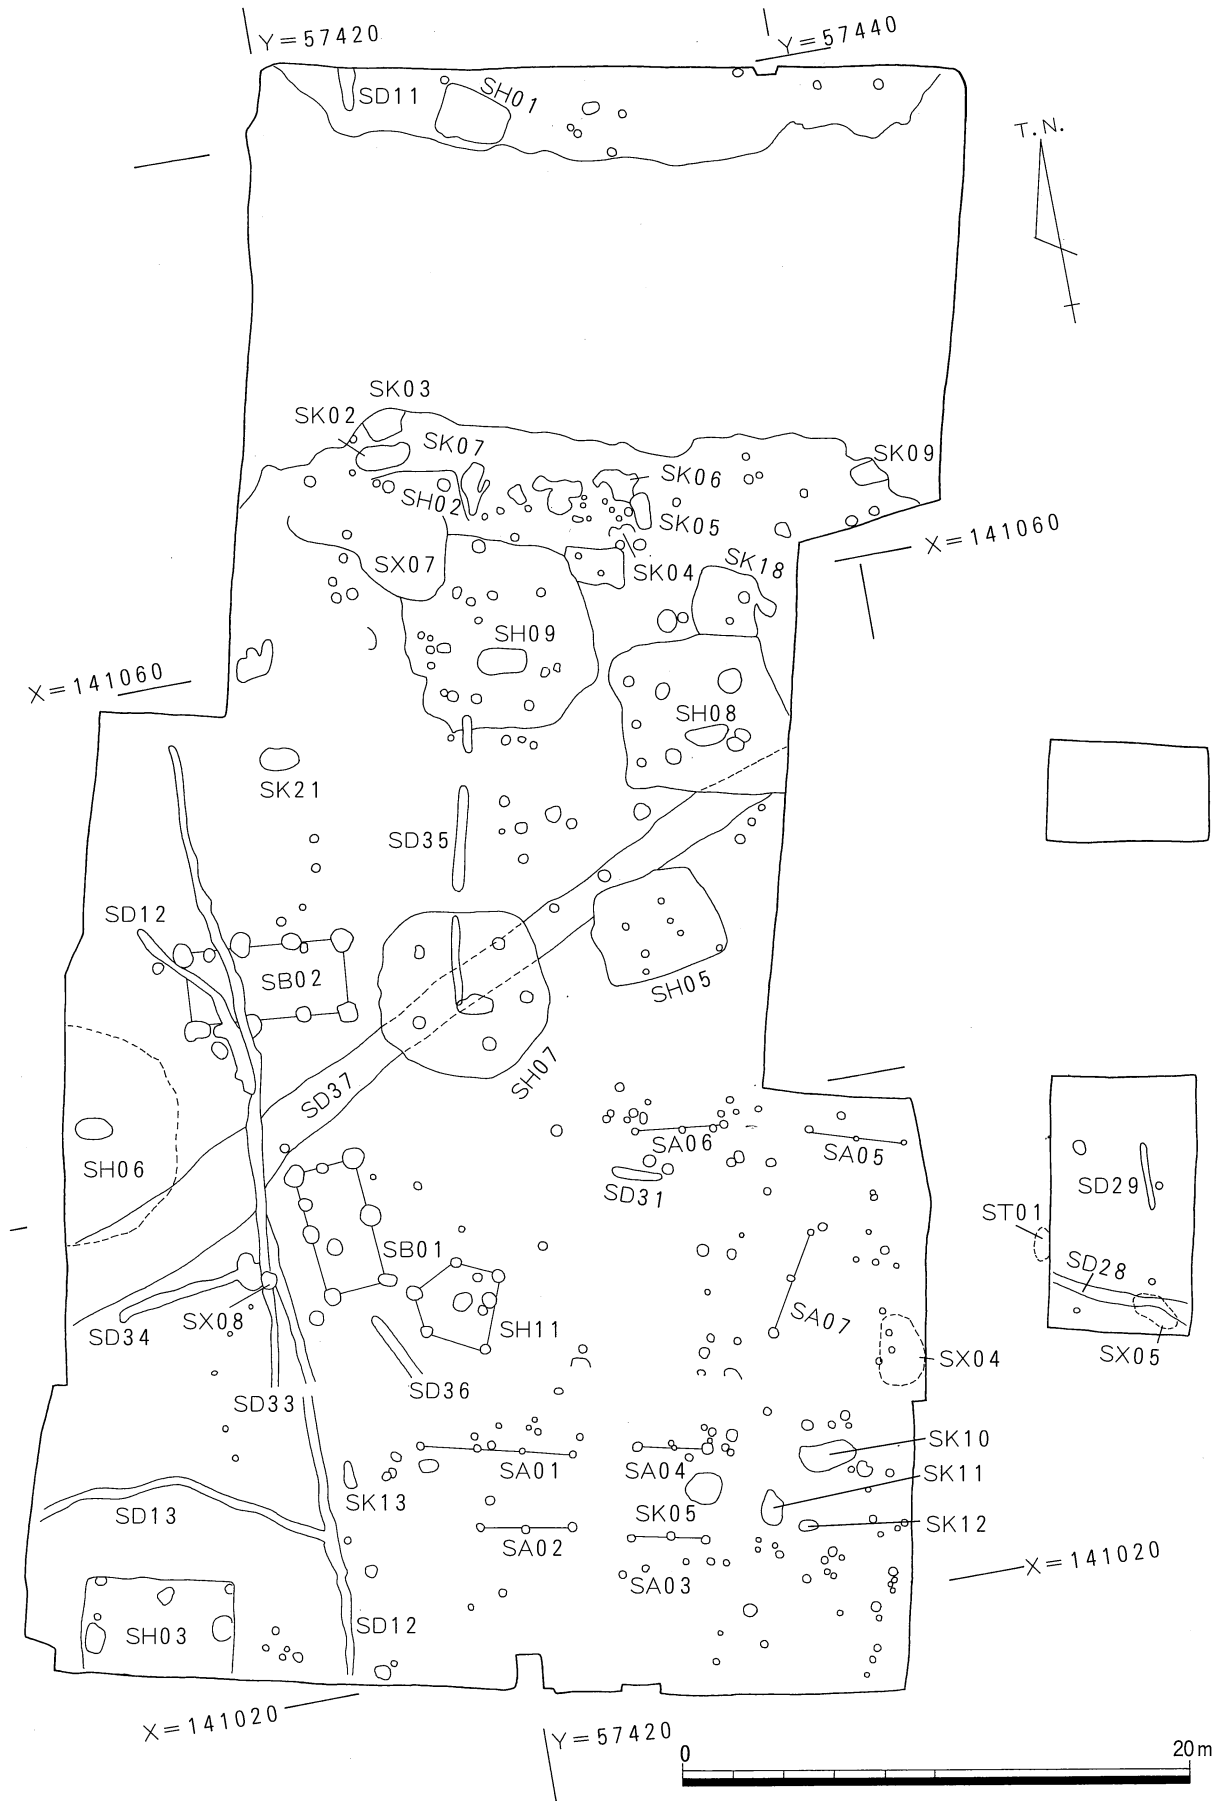 Y=57420
Y=57440
SD11
SH01
T.N.
SK03
SK02
SK07
SK09
SK06
SH02
SK05
X=141060
SX07
SK04
SK18
SH09
X=141060
SH08
SK21
SD35
SD12
SB02
SH05
SH07
SD37
SA06
SA05
SH06
SD31
SD29
ST01
SB01
SD28
SX08
SH11
SA07
SD34
SX04
SX05
SD36
SD33
SK10
SA01
SA04
SK11
SK13
SK05
SD13
SK12
SA02
X=141020
SA03
SH03
SD12
X=141020
Y=57420
0
20m